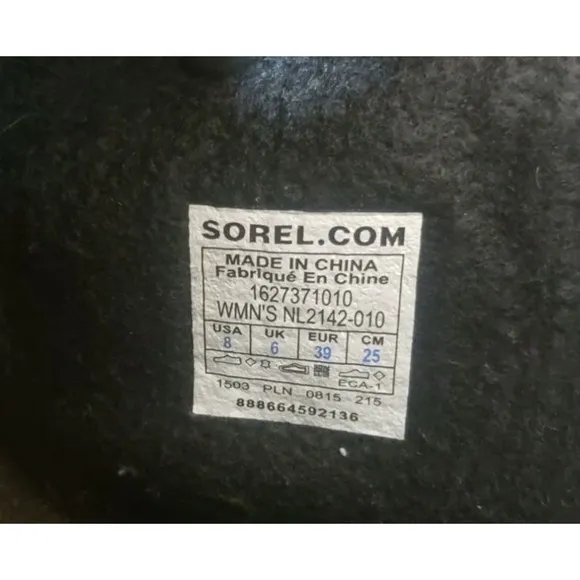 SOREL.COM
MADE IN CHINA
Fabriqué En Chine
1627371010
WMN'S NL2142-010
USA UK EUR CM
8 6 39 25
ECA-1
1503 PLN 0815 215
888664592136